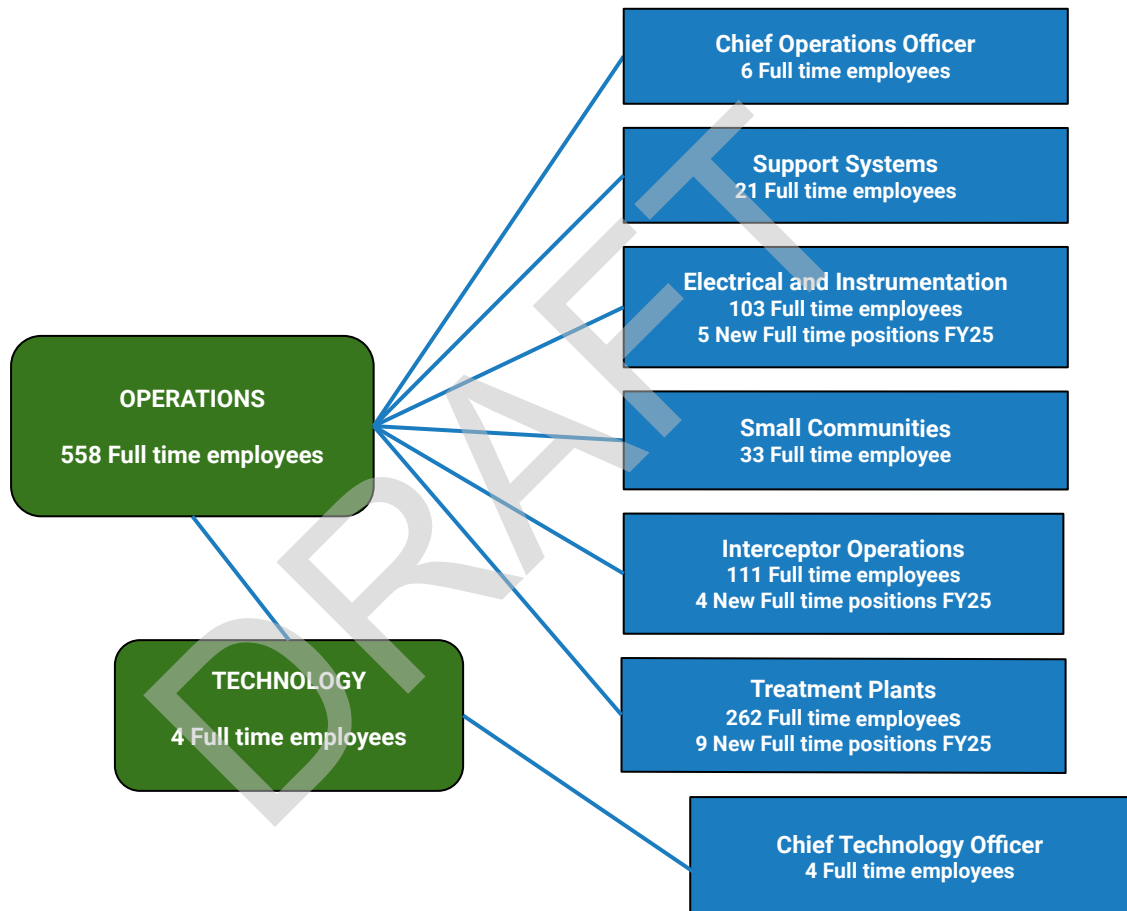 Chief Operations Officer
6 Full time employees
Support Systems
21 Full time employees
Electrical and Instrumentation
103 Full time employees
5 New Full time positions FY25
OPERATIONS
558 Full time employees
Small Communities
33 Full time employee
Interceptor Operations
111 Full time employees
4 New Full time positions FY25
TECHNOLOGY
4 Full time employees
Treatment Plants
262 Full time employees
9 New Full time positions FY25
Chief Technology Officer
4 Full time employees
DRAFT